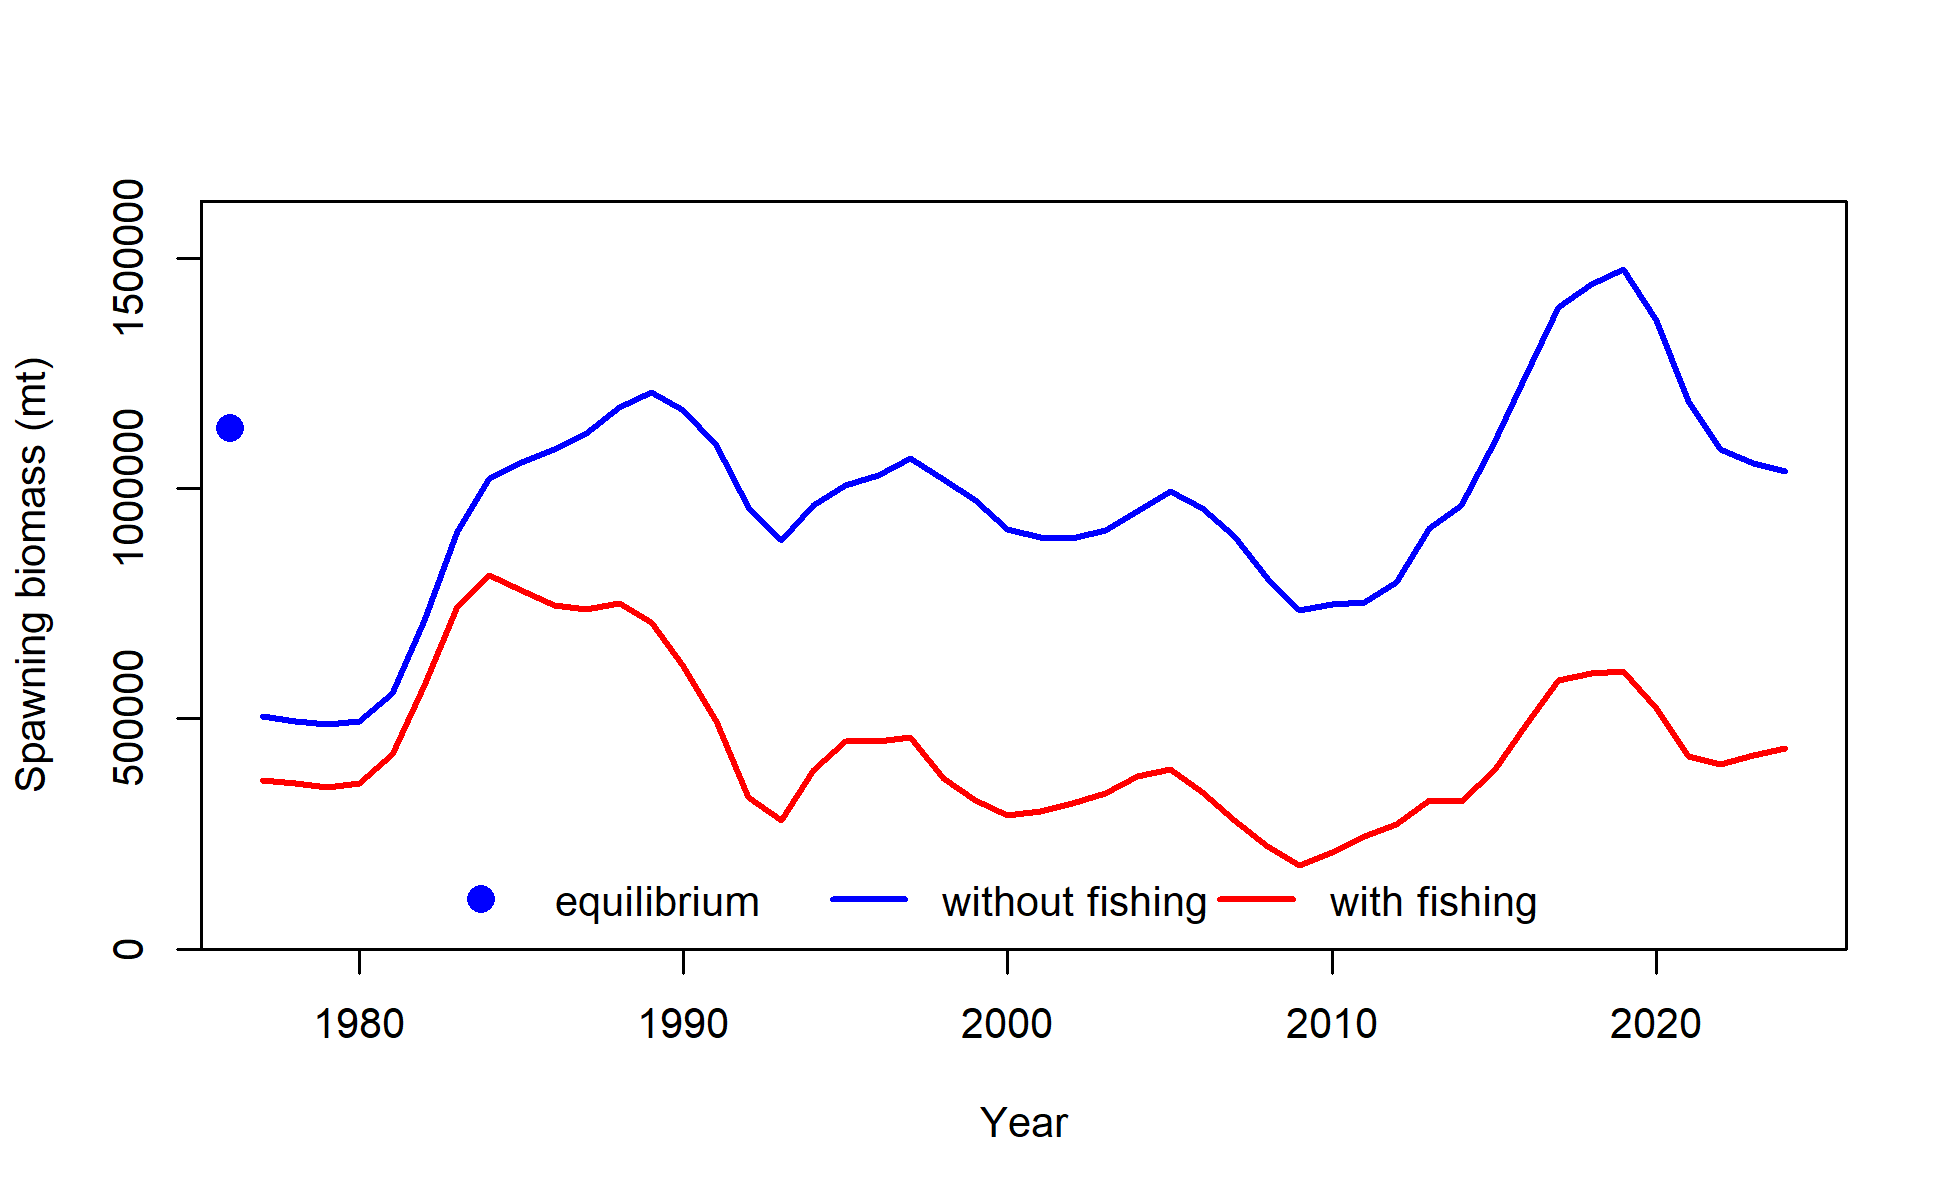 Spawning biomass (mt)
1500000
1000000
500000
0
equilibrium without fishing with fishing
1980 1990 2000 2010 2020
Year